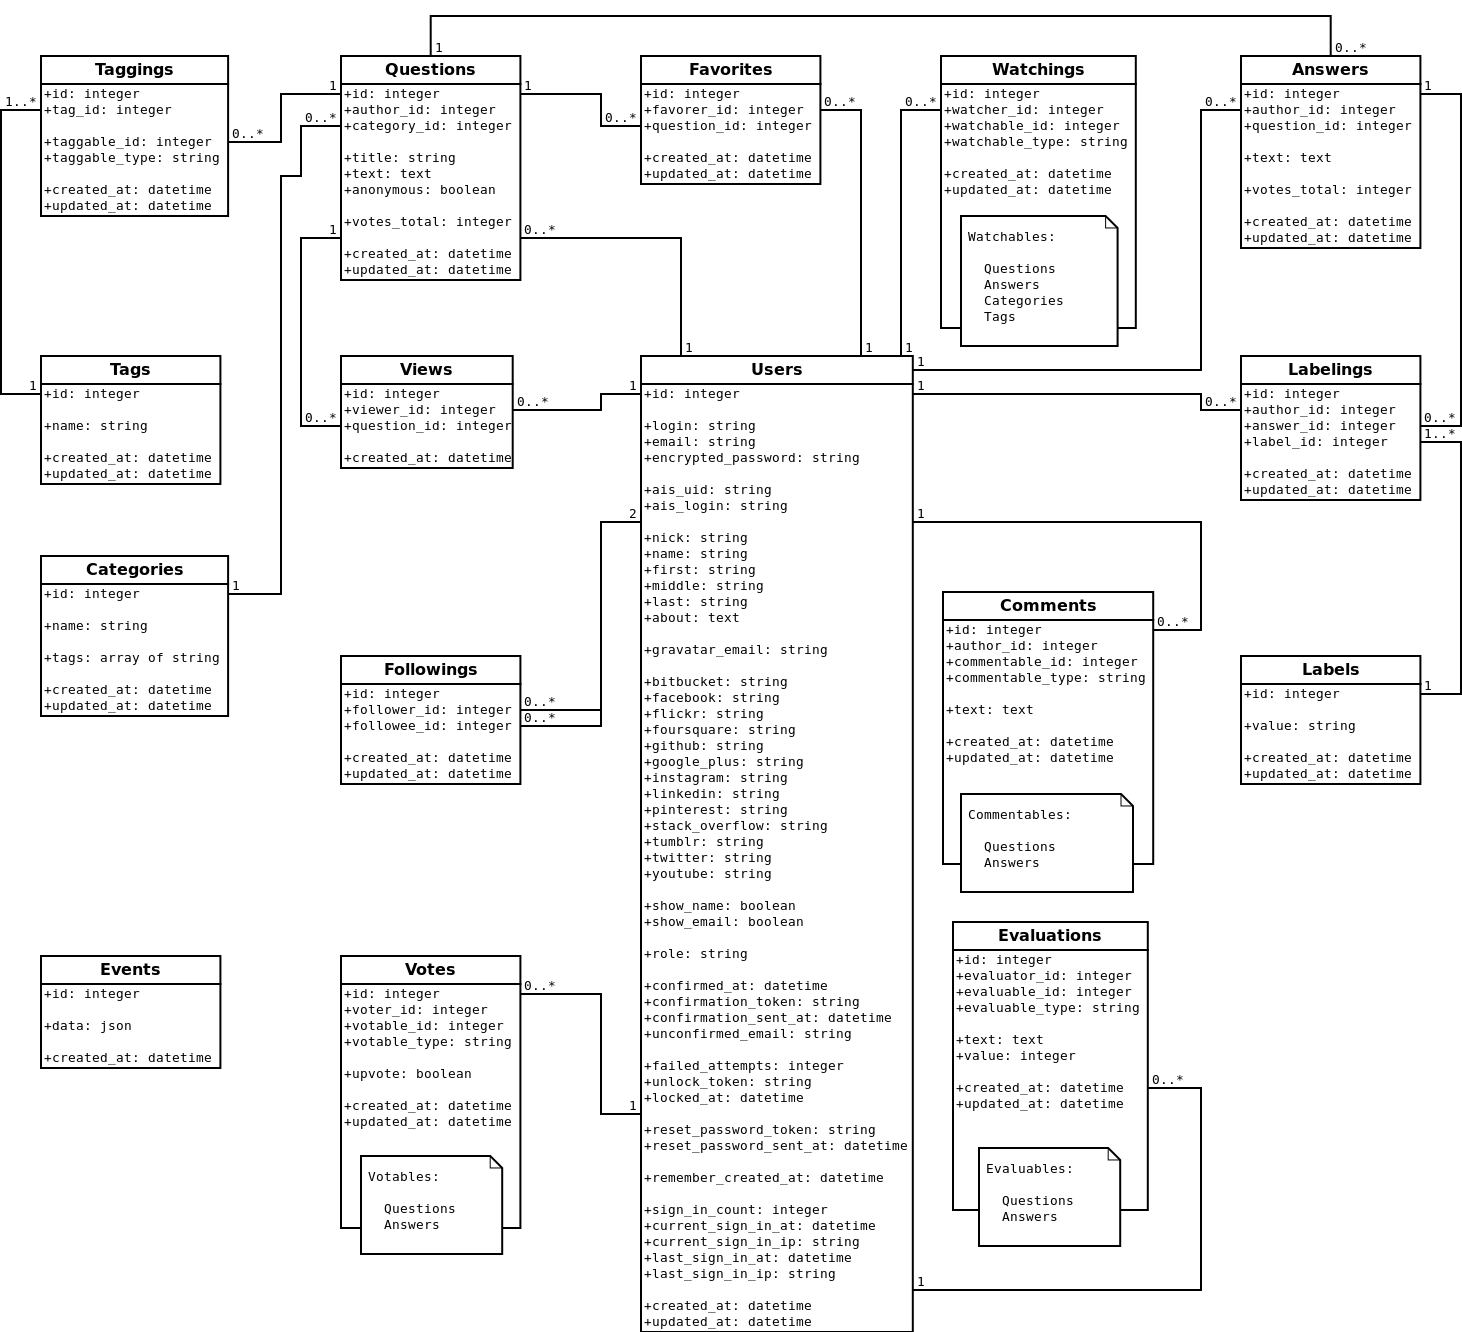 1
0..*
Taggings
1..*
+id: integer
+tag_id: integer
+taggable_id: integer
+taggable_type: string
+created_at: datetime
+updated_at: datetime
0..*
1
0..*
Questions
+id: integer
+author_id: integer
+category_id: integer
+title: string
+text: text
+anonymous: boolean
+votes_total: integer
+created_at: datetime
+updated_at: datetime
1
1
0..*
0..*
Favorites
+id: integer
+favorer_id: integer
+question_id: integer
+created_at: datetime
+updated_at: datetime
0..*
0..*
Watchings
+id: integer
+watcher_id: integer
+watchable_id: integer
+watchable_type: string
+created_at: datetime
+updated_at: datetime
Watchables:
Questions
Answers
Categories
Tags
0..*
Answers
+id: integer
+author_id: integer
+question_id: integer
+text: text
+votes_total: integer
+created_at: datetime
+updated_at: datetime
1
Tags
1
+id: integer
+name: string
+created_at: datetime
+updated_at: datetime
Views
0..*
+id: integer
+viewer_id: integer
+question_id: integer
+created_at: datetime
0..*
1
1
1
1
1
1
1
2
1
1
1
Users
+id: integer
+login: string
+email: string
+encrypted_password: string
+ais_uid: string
+ais_login: string
+nick: string
+name: string
+first: string
+middle: string
+last: string
+about: text
+gravatar_email: string
+bitbucket: string
+facebook: string
+flickr: string
+foursquare: string
+github: string
+google_plus: string
+instagram: string
+linkedin: string
+pinterest: string
+stack_overflow: string
+tumblr: string
+twitter: string
+youtube: string
+show_name: boolean
+show_email: boolean
+role: string
+confirmed_at: datetime
+confirmation_token: string
+confirmation_sent_at: datetime
+unconfirmed_email: string
+failed_attempts: integer
+unlock_token: string
+locked_at: datetime
+reset_password_token: string
+reset_password_sent_at: datetime
+remember_created_at: datetime
+sign_in_count: integer
+current_sign_in_at: datetime
+current_sign_in_ip: string
+last_sign_in_at: datetime
+last_sign_in_ip: string
+created_at: datetime
+updated_at: datetime
0..*
Labelings
+id: integer
+author_id: integer
+answer_id: integer
+label_id: integer
+created_at: datetime
+updated_at: datetime
0..*
1..*
Categories
+id: integer
+name: string
+tags: array of string
+created_at: datetime
+updated_at: datetime
Followings
+id: integer
+follower_id: integer
+followee_id: integer
+created_at: datetime
+updated_at: datetime
0..*
0..*
Comments
+id: integer
+author_id: integer
+commentable_id: integer
+commentable_type: string
+text: text
+created_at: datetime
+updated_at: datetime
Commentables:
Questions
Answers
0..*
Labels
+id: integer
+value: string
+created_at: datetime
+updated_at: datetime
1
Events
+id: integer
+data: json
+created_at: datetime
Votes
+id: integer
+voter_id: integer
+votable_id: integer
+votable_type: string
+upvote: boolean
+created_at: datetime
+updated_at: datetime
Votables:
Questions
Answers
0..*
Evaluations
+id: integer
+evaluator_id: integer
+evaluable_id: integer
+evaluable_type: string
+text: text
+value: integer
+created_at: datetime
+updated_at: datetime
Evaluables:
Questions
Answers
0..*